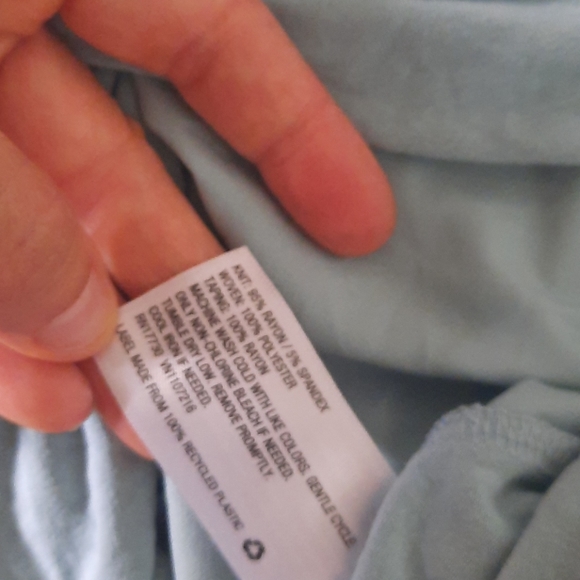 KNIT: 95% RAYON / 5% SPANDEX
WOVEN: 100% POLYESTER
TAPING: 100% RAYON
MACHINE WASH COLD WITH LIKE COLORS. GENTLE CYCLE.
ONLY NON-CHLORINE BLEACH IF NEEDED.
TUMBLE DRY LOW. REMOVE PROMPTLY.
COOL IRON IF NEEDED.
VN1107216
LABEL MADE FROM 100% RECYCLED PLASTIC